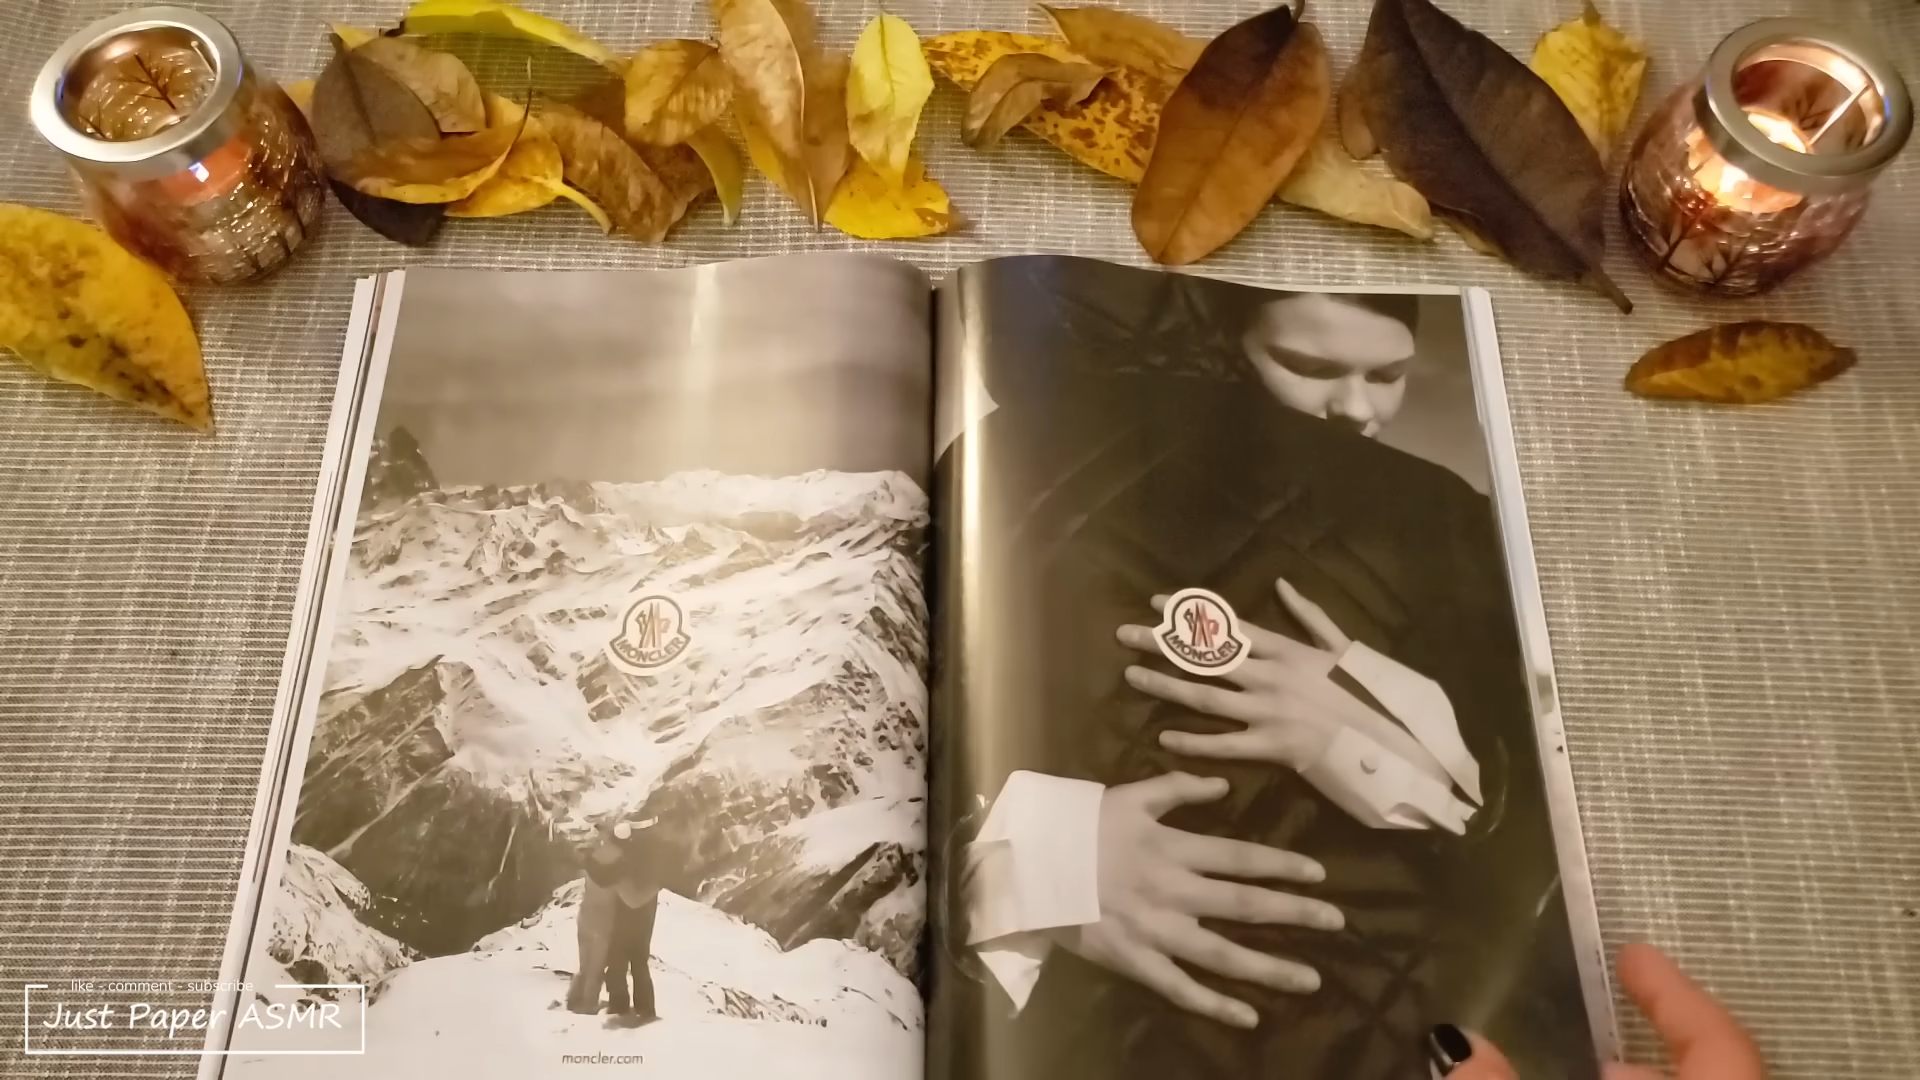 MONCLER
MONCLER
moncler.com
like - comment - subscribe
Just Paper ASMR